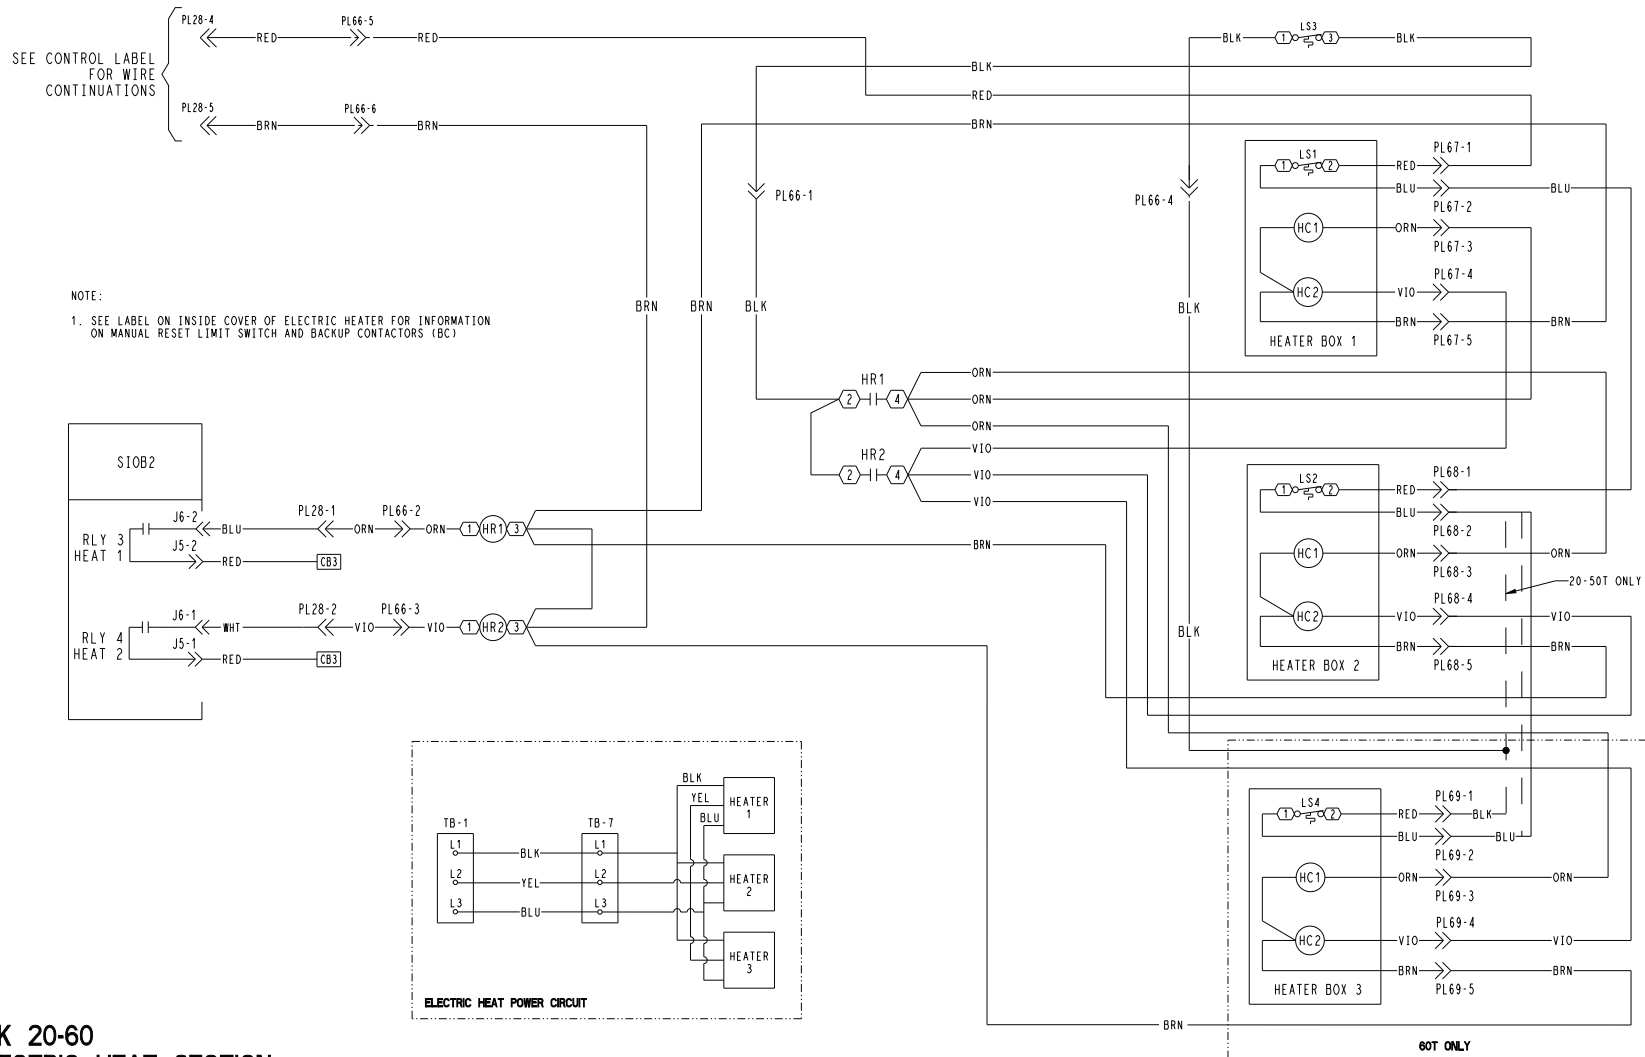 PL28-4
PL66-5
RED
RED
SEE CONTROL LABEL
FOR WIRE
CONTINUATIONS
PL28-5
PL66-6
BRN
BRN
BLK
1
LS3
3
BLK
BLK
RED
BRN
PL66-1
PL66-4
LS1
1
2
RED
PL67-1
BLU
BLU
PL67-2
HC1
ORN
PL67-3
PL67-4
HC2
VIO
BRN
BRN
PL67-5
HEATER BOX 1
NOTE:
1. SEE LABEL ON INSIDE COVER OF ELECTRIC HEATER FOR INFORMATION
ON MANUAL RESET LIMIT SWITCH AND BACKUP CONTACTORS (BC)
BRN
BRN
BLK
BLK
HR1
2
4
ORN
ORN
ORN
HR2
2
4
VIO
VIO
VIO
SIOB2
RLY 3
HEAT 1
J6-2
BLU
PL28-1
ORN
PL66-2
ORN
1
HR1
3
J5-2
RED
CB3
BRN
RLY 4
HEAT 2
J6-1
WHT
PL28-2
VIO
PL66-3
VIO
1
HR2
3
J5-1
RED
CB3
BLK
LS2
1
2
RED
PL68-1
BLU
PL68-2
HC1
ORN
ORN
PL68-3
20-50T ONLY
PL68-4
HC2
VIO
VIO
BRN
BRN
PL68-5
HEATER BOX 2
TB-1
L1
L2
L3
BLK
YEL
BLU
TB-7
L1
L2
L3
BLK
YEL
BLU
HEATER
1
HEATER
2
HEATER
3
ELECTRIC HEAT POWER CIRCUIT
LS4
1
2
RED
PL69-1
BLK
BLU
BLU
PL69-2
HC1
ORN
ORN
PL69-3
PL69-4
HC2
VIO
VIO
BRN
BRN
PL69-5
HEATER BOX 3
BRN
60T ONLY
K 20-60